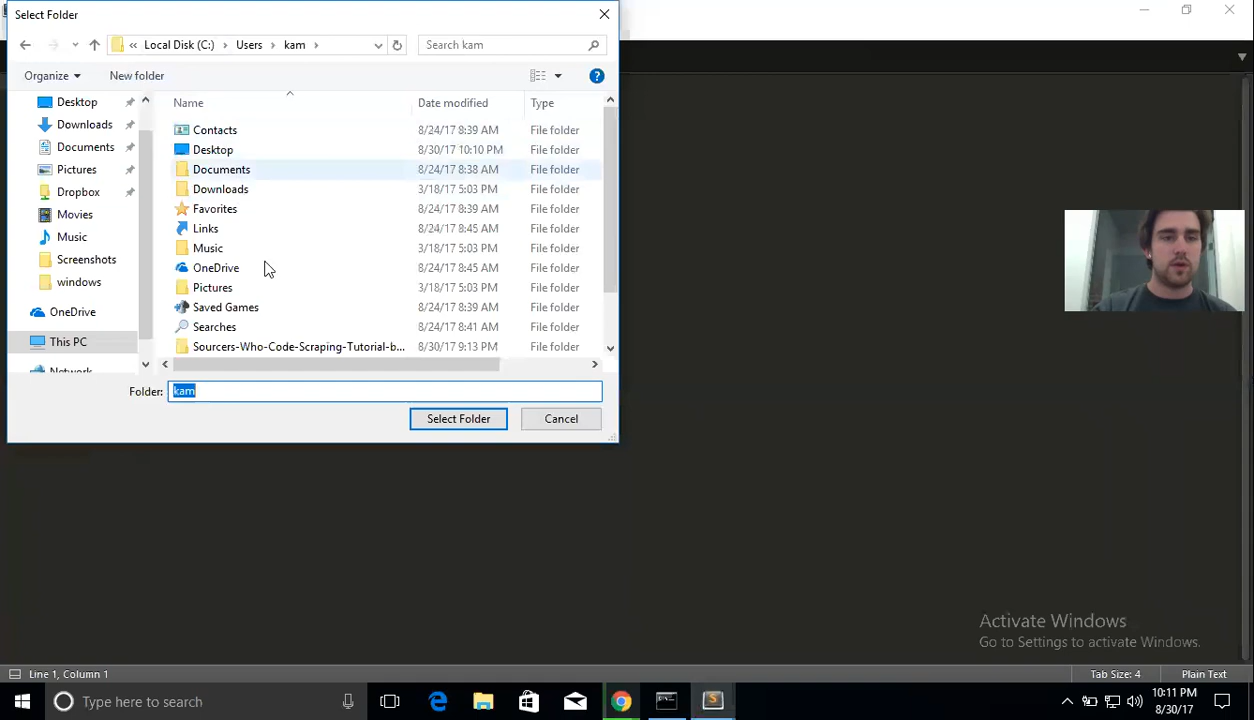 Select Folder
« Local Disk (C:) › Users › kam ›
Search kam
Organize
New folder
Name
Date modified
Type
Desktop
Downloads
Documents
Pictures
Dropbox
Movies
Music
Screenshots
windows
OneDrive
This PC
Network
Contacts 8/24/17 8:39 AM File folder
Desktop 8/30/17 10:10 PM File folder
Documents 8/24/17 8:38 AM File folder
Downloads 3/18/17 5:03 PM File folder
Favorites 8/24/17 8:39 AM File folder
Links 8/24/17 8:45 AM File folder
Music 3/18/17 5:03 PM File folder
OneDrive 8/24/17 8:45 AM File folder
Pictures 3/18/17 5:03 PM File folder
Saved Games 8/24/17 8:39 AM File folder
Searches 8/24/17 8:41 AM File folder
Sourcers-Who-Code-Scraping-Tutorial-b... 8/30/17 9:13 PM File folder
Folder: kam
Select Folder
Cancel
Activate Windows
Go to Settings to activate Windows.
Line 1, Column 1
Tab Size: 4
Plain Text
Type here to search
10:11 PM
8/30/17